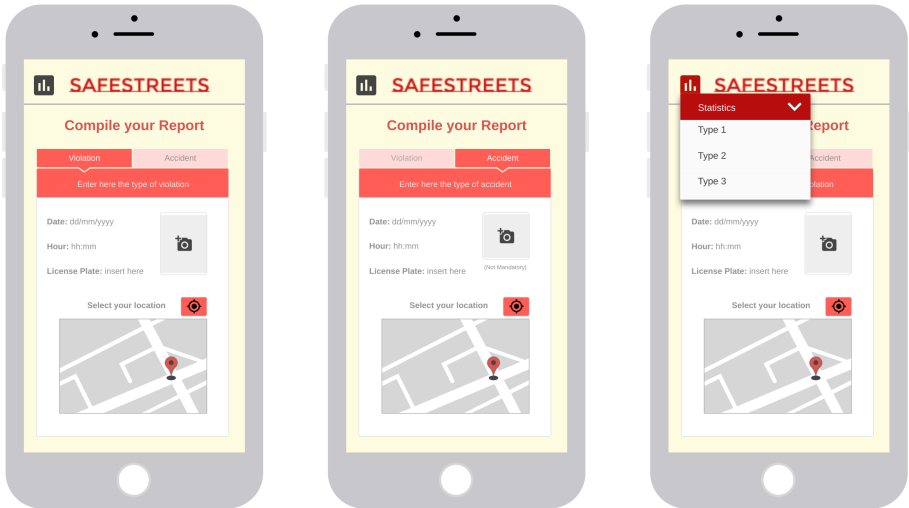 SAFESTREETS
Compile your Report
Violation Accident
Enter here the type of violation
Date: dd/mm/yyyy
Hour: hh:mm
License Plate: insert here
Select your location
SAFESTREETS
Compile your Report
Violation Accident
Enter here the type of accident
Date: dd/mm/yyyy
Hour: hh:mm
(Not Mandatory)
License Plate: insert here
Select your location
SAFESTREETS
Statistics
Type 1
Report
Type 2
Accident
Type 3
olation
Date: dd/mm/yyyy
Hour: hh:mm
License Plate: insert here
Select your location